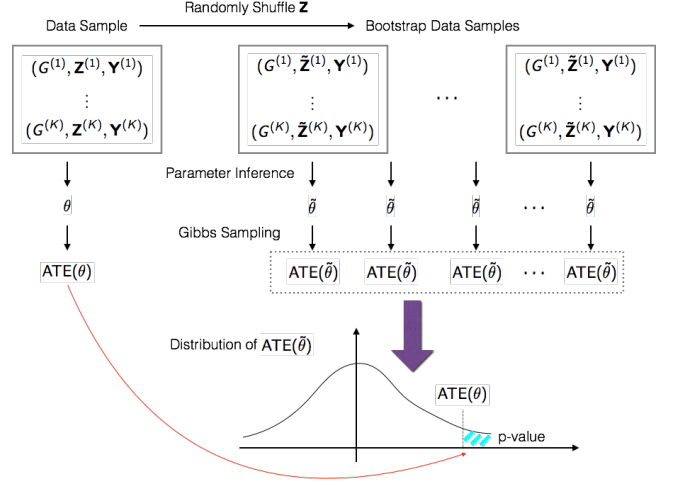 Randomly Shuffle Z
Data Sample
Bootstrap Data Samples
(G^(1), Z^(1), Y^(1))
⋮
(G^(K), Z^(K), Y^(K))
(G^(1), Z̃^(1), Y^(1))
⋮
(G^(K), Z̃^(K), Y^(K))
⋯
(G^(1), Z̃^(1), Y^(1))
⋮
(G^(K), Z̃^(K), Y^(K))
Parameter Inference
θ
θ̃ θ̃ θ̃ ⋯ θ̃
Gibbs Sampling
ATE(θ)
ATE(θ̃) ATE(θ̃) ATE(θ̃) ⋯ ATE(θ̃)
Distribution of ATE(θ̃)
ATE(θ)
p-value